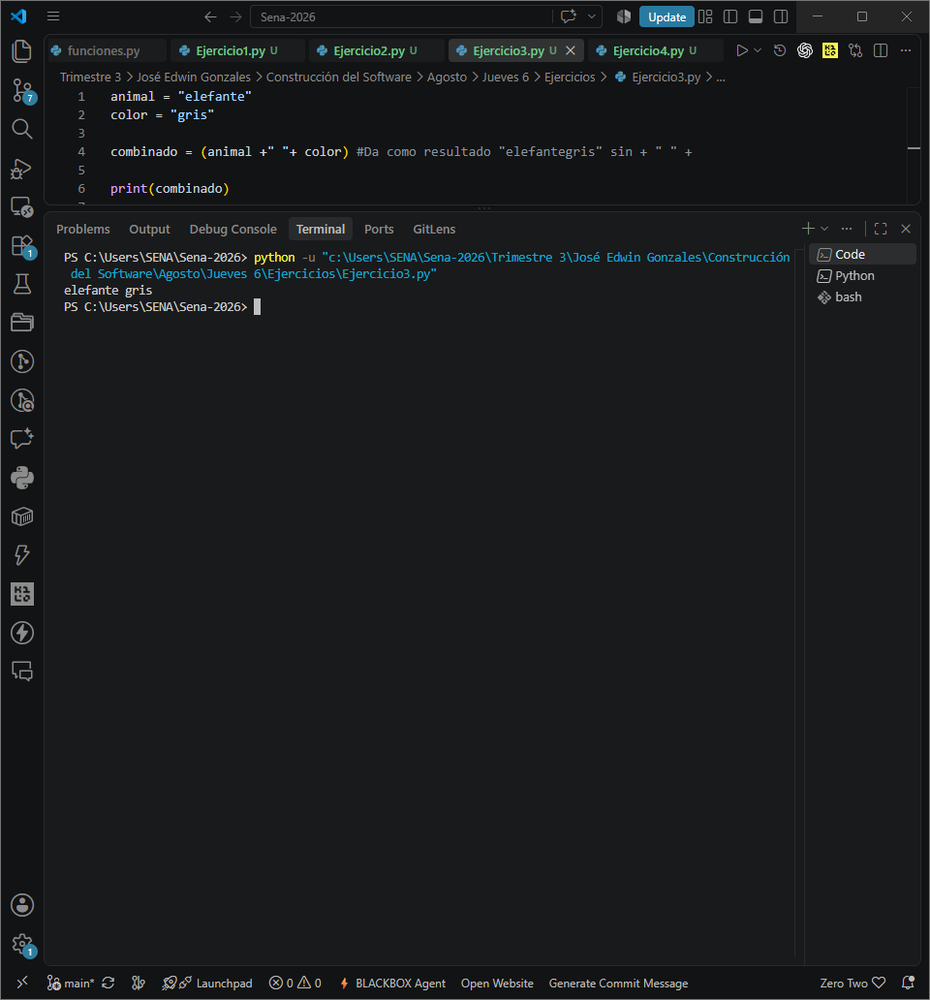 Sena-2026
Update
funciones.py
Ejercicio1.py U
Ejercicio2.py U
Ejercicio3.py U
Ejercicio4.py U
Trimestre 3 > José Edwin Gonzales > Construcción del Software > Agosto > Jueves 6 > Ejercicios > Ejercicio3.py > ...
1 animal = "elefante"
2 color = "gris"
3
4 combinado = (animal +" "+ color) #Da como resultado "elefantegris" sin + " " +
5
6 print(combinado)
7
1
Problems Output Debug Console Terminal Ports GitLens
PS C:\Users\SENA\Sena-2026> python -u "c:\Users\SENA\Sena-2026\Trimestre 3\José Edwin Gonzales\Construcción
del Software\Agosto\Jueves 6\Ejercicios\Ejercicio3.py"
elefante gris
PS C:\Users\SENA\Sena-2026>
Code
Python
bash
1
main*
Launchpad
0
0
BLACKBOX Agent
Open Website
Generate Commit Message
Zero Two